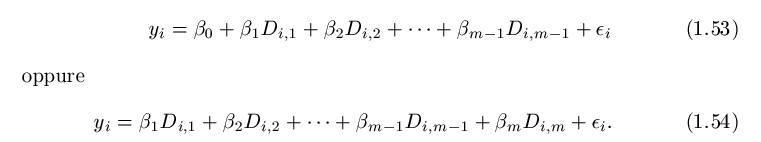 y_i = β_0 + β_1 D_{i,1} + β_2 D_{i,2} + ⋯ + β_{m−1} D_{i,m−1} + ϵ_i (1.53)
oppure
y_i = β_1 D_{i,1} + β_2 D_{i,2} + ⋯ + β_{m−1} D_{i,m−1} + β_m D_{i,m} + ϵ_i. (1.54)